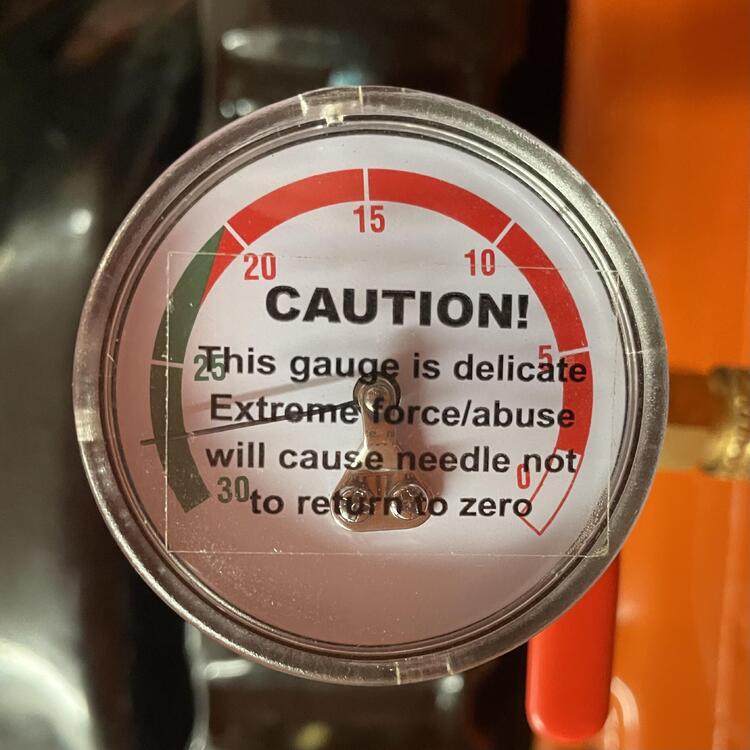 15
20 10
CAUTION!
25 5
This gauge is delicate
Extreme force/abuse
will cause needle not
30 0
to return to zero